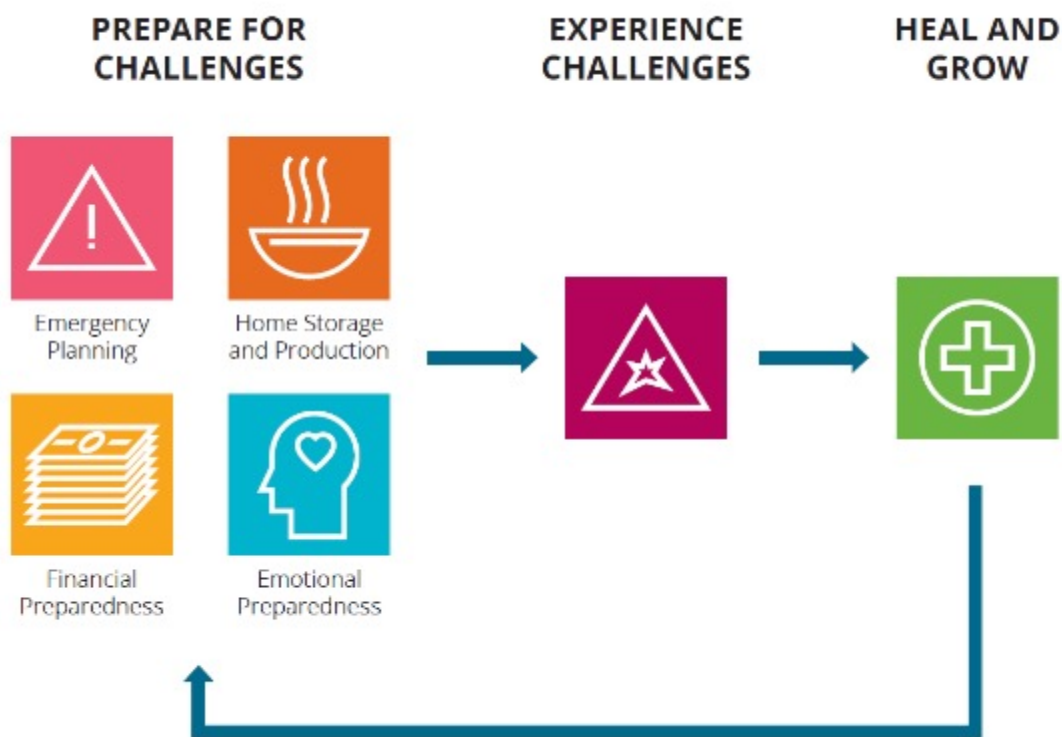 PREPARE FOR
CHALLENGES
EXPERIENCE
CHALLENGES
HEAL AND
GROW
!
Emergency
Planning
Home Storage
and Production
Financial
Preparedness
Emotional
Preparedness